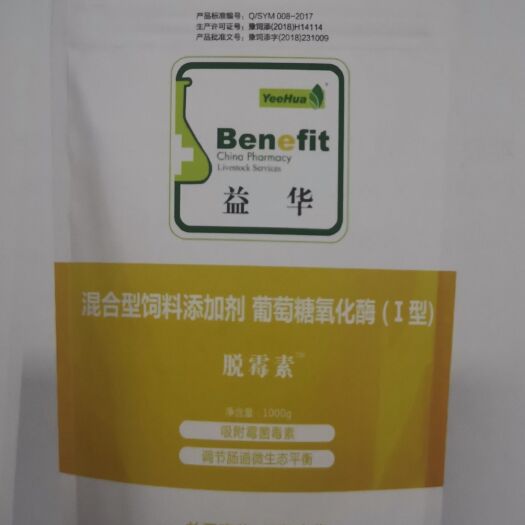 产品标准编号：Q/SYM 008-2017
生产许可证号：豫饲添(2018)H14114
产品批准文号：豫饲添字(2018)231009
YeeHua
Benefit
China Pharmacy
Livestock Services
益 华
混合型饲料添加剂 葡萄糖氧化酶 (I型)
脱霉素™
净含量：1000g
吸附霉菌毒素
调节肠道微生态平衡